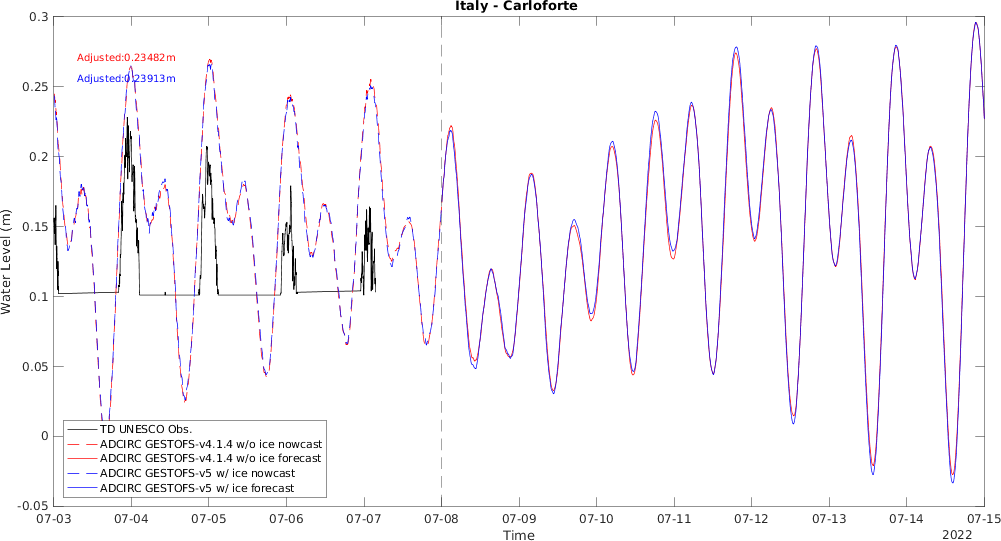 Italy - Carloforte
0.3
0.25
0.2
0.15
0.1
0.05
0
-0.05
Water Level (m)
Adjusted:0.23482m
Adjusted:0.23913m
TD UNESCO Obs.
ADCIRC GESTOFS-v4.1.4 w/o ice nowcast
ADCIRC GESTOFS-v4.1.4 w/o ice forecast
ADCIRC GESTOFS-v5 w/ ice nowcast
ADCIRC GESTOFS-v5 w/ ice forecast
07-03 07-04 07-05 07-06 07-07 07-08 07-09 07-10 07-11 07-12 07-13 07-14 07-15
Time
2022